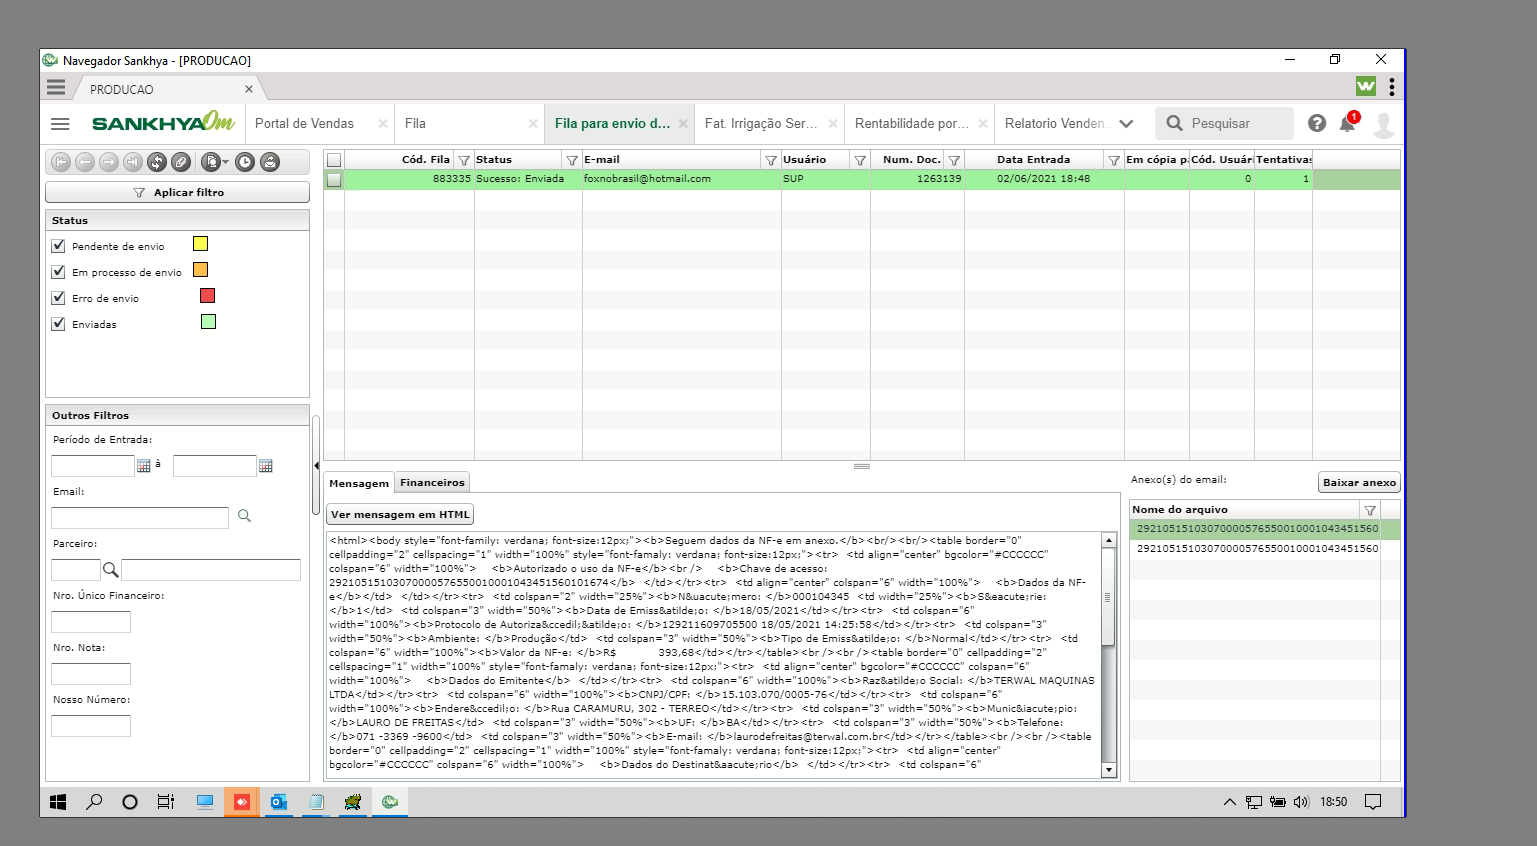 Navegador Sankhya - [PRODUCAO]
PRODUCAO
SANKHYA Om
Portal de Vendas
Fila
Fila para envio d...
Fat. Irrigação Ser...
Rentabilidade por...
Relatorio Venden
Pesquisar
1
Aplicar filtro
Status
Pendente de envio
Em processo de envio
Erro de envio
Enviadas
Outros Filtros
Período de Entrada:
à
Email:
Parceiro:
Nro. Único Financeiro:
Nro. Nota:
Nosso Número:
Cód. Fila Status E-mail Usuário Num. Doc. Data Entrada Em cópia p Cód. Usuár Tentativas
883335 Sucesso: Enviada foxnobrasil@hotmail.com SUP 1263139 02/06/2021 18:48 0 1
Mensagem Financeiros
Ver mensagem em HTML
<html><body style="font-family: verdana; font-size:12px;"><b>Seguem dados da NF-e em anexo.</b><br/><br/><table border="0"
cellpadding="2" cellspacing="1" width="100%" style="font-famaly: verdana; font-size:12px;"><tr> <td align="center" bgcolor="#CCCCCC"
colspan="6" width="100%"> <b>Autorizado o uso da NF-e</b><br /> <b>Chave de acesso:
29210515103070000576550010001043451560101674</b> </td></tr><tr> <td align="center" colspan="6" width="100%"> <b>Dados da NF-
e</b></td> </td></tr><tr> <td colspan="2" width="25%"><b>N&uacute;mero: </b>000104345 <td width="25%"><b>S&eacute;rie:
</b>1</td> <td colspan="3" width="50%"><b>Data de Emiss&atilde;o: </b>18/05/2021</td></tr><tr> <td colspan="6"
width="100%"><b>Protocolo de Autoriza&ccedil;&atilde;o: </b>129211609705500 18/05/2021 14:25:58</td></tr><tr> <td colspan="3"
width="50%"><b>Ambiente: </b>Produção</td> <td colspan="3" width="50%"><b>Tipo de Emiss&atilde;o: </b>Normal</td></tr><tr> <td
colspan="6" width="100%"><b>Valor da NF-e: </b>R$ 393,68</td></tr></table><br /><br /><table border="0" cellpadding="2"
cellspacing="1" width="100%" style="font-famaly: verdana; font-size:12px;"><tr> <td align="center" bgcolor="#CCCCCC" colspan="6"
width="100%"> <b>Dados do Emitente</b> </td></tr><tr> <td colspan="6" width="100%"><b>Raz&atilde;o Social: </b>TERWAL MAQUINAS
LTDA</td></tr><tr> <td colspan="6" width="100%"><b>CNPJ/CPF: </b>15.103.070/0005-76</td></tr><tr> <td colspan="6"
width="100%"><b>Endere&ccedil;o: </b>Rua CARAMURU, 302 - TERREO</td></tr><tr> <td colspan="3" width="50%"><b>Munic&iacute;pio:
</b>LAURO DE FREITAS</td> <td colspan="3" width="50%"><b>UF: </b>BA</td></tr><tr> <td colspan="3" width="50%"><b>Telefone:
</b>071 -3369 -9600</td> <td colspan="3" width="50%"><b>E-mail: </b>laurodefreitas@terwal.com.br</td></tr></table><br /><br /><table
border="0" cellpadding="2" cellspacing="1" width="100%" style="font-famaly: verdana; font-size:12px;"><tr> <td align="center"
bgcolor="#CCCCCC" colspan="6" width="100%"> <b>Dados do Destinat&aacute;rio</b> </td></tr><tr> <td colspan="6"
Anexo(s) do email:
Baixar anexo
Nome do arquivo
29210515103070000576550010001043451560
29210515103070000576550010001043451560
18:50